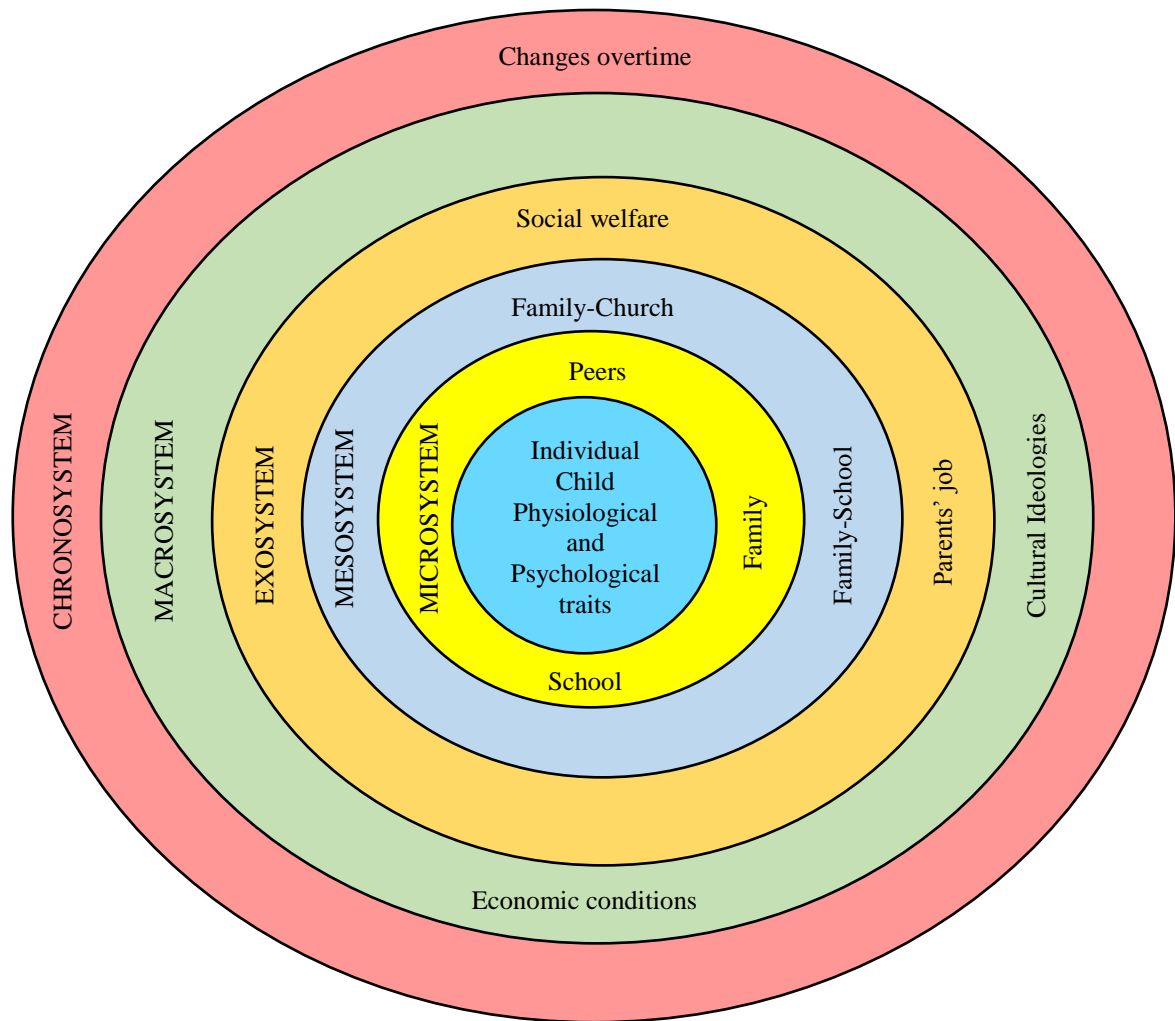 Changes overtime
Social welfare
Family-Church
Peers
CHRONOSYSTEM
MACROSYSTEM
EXOSYSTEM
MESOSYSTEM
MICROSYSTEM
Individual
Child
Physiological
and
Psychological
traits
Family
Family-School
Parents’ job
Cultural Ideologies
School
Economic conditions